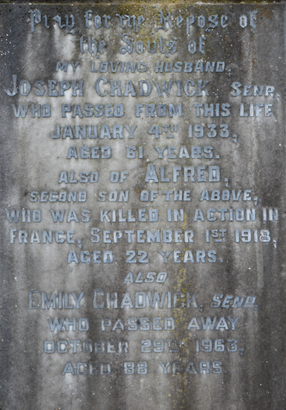 Pray for the Repose of
the Souls of
MY LOVING HUSBAND,
JOSEPH CHADWICK, SENR,
WHO PASSED FROM THIS LIFE
JANUARY 4TH 1933,
AGED 61 YEARS.
ALSO OF ALFRED,
SECOND SON OF THE ABOVE,
WHO WAS KILLED IN ACTION IN
FRANCE, SEPTEMBER 1ST 1918,
AGED 22 YEARS.
ALSO
EMILY CHADWICK, SENR.
WHO PASSED AWAY
OCTOBER 29TH 1963.
AGED 88 YEARS